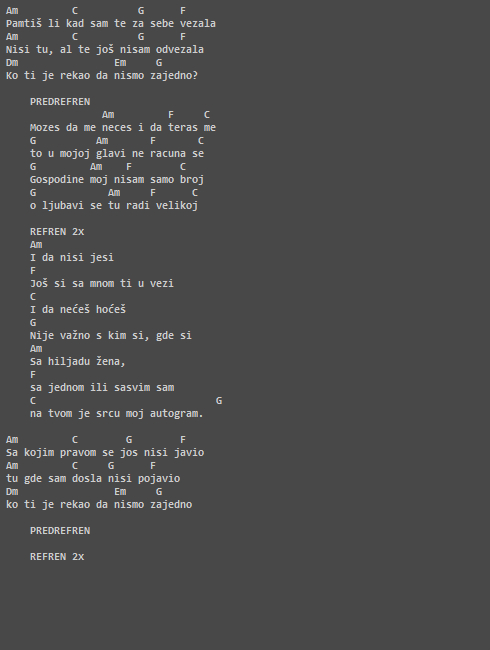 Am         C          G      F
Pamtiš li kad sam te za sebe vezala
Am         C          G      F
Nisi tu, al te još nisam odvezala
Dm                Em     G
Ko ti je rekao da nismo zajedno?

    PREDREFREN
                Am         F     C
    Mozes da me neces i da teras me
    G          Am       F       C
    to u mojoj glavi ne racuna se
    G         Am    F        C
    Gospodine moj nisam samo broj
    G            Am     F      C
    o ljubavi se tu radi velikoj

    REFREN 2x
    Am
    I da nisi jesi
    F
    Još si sa mnom ti u vezi
    C
    I da nećeš hoćeš
    G
    Nije važno s kim si, gde si
    Am
    Sa hiljadu žena,
    F
    sa jednom ili sasvim sam
    C                              G
    na tvom je srcu moj autogram.

Am         C        G        F
Sa kojim pravom se jos nisi javio
Am         C     G      F
tu gde sam dosla nisi pojavio
Dm                Em     G
ko ti je rekao da nismo zajedno

    PREDREFREN

    REFREN 2x